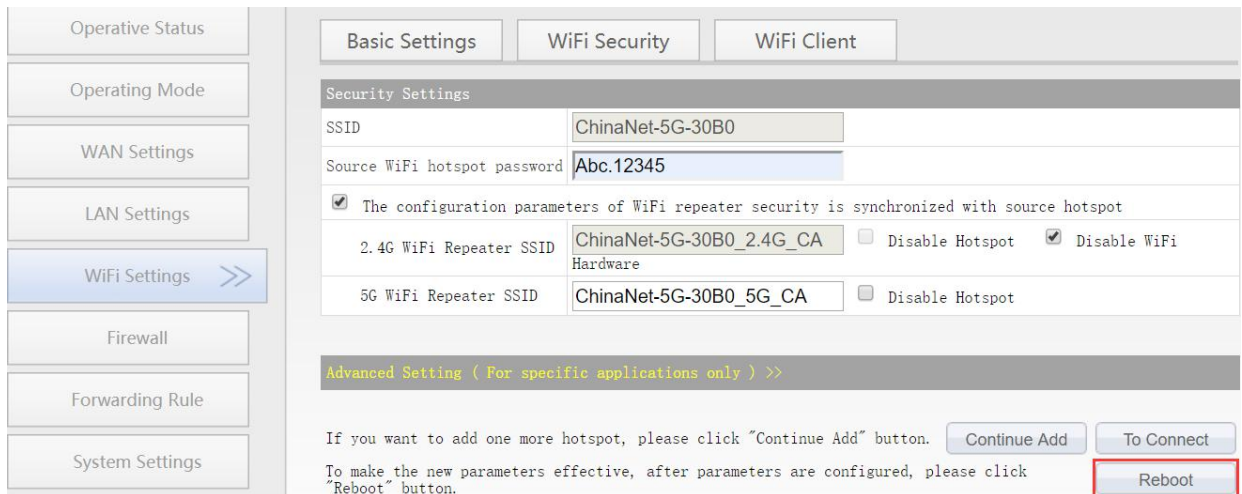 Operative Status
Operating Mode
WAN Settings
LAN Settings
WiFi Settings >>
Firewall
Forwarding Rule
System Settings
Basic Settings WiFi Security WiFi Client
Security Settings
SSID ChinaNet-5G-30B0
Source WiFi hotspot password Abc.12345
The configuration parameters of WiFi repeater security is synchronized with source hotspot
2.4G WiFi Repeater SSID ChinaNet-5G-30B0_2.4G_CA Disable Hotspot Disable WiFi
Hardware
5G WiFi Repeater SSID ChinaNet-5G-30B0_5G_CA Disable Hotspot
Advanced Setting ( For specific applications only ) >>
If you want to add one more hotspot, please click "Continue Add" button. Continue Add To Connect
To make the new parameters effective, after parameters are configured, please click
"Reboot" button. Reboot